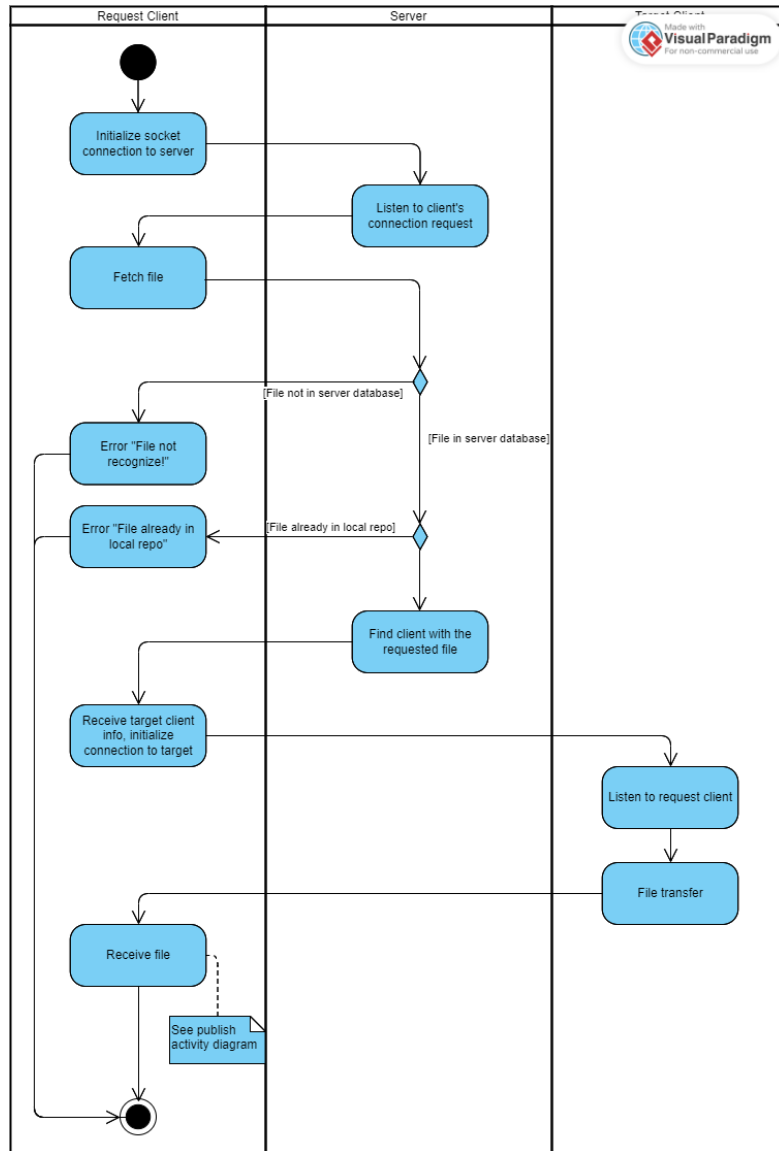 Request Client
Server
Target Client
Made with
VisualParadigm
For non-commercial use
Initialize socket
connection to server
Listen to client's
connection request
Fetch file
[File not in server database]
[File in server database]
Error "File not
recognize!"
Error "File already in
local repo"
[File already in local repo]
Find client with the
requested file
Receive target client
info, initialize
connection to target
Listen to request client
File transfer
Receive file
See publish
activity diagram